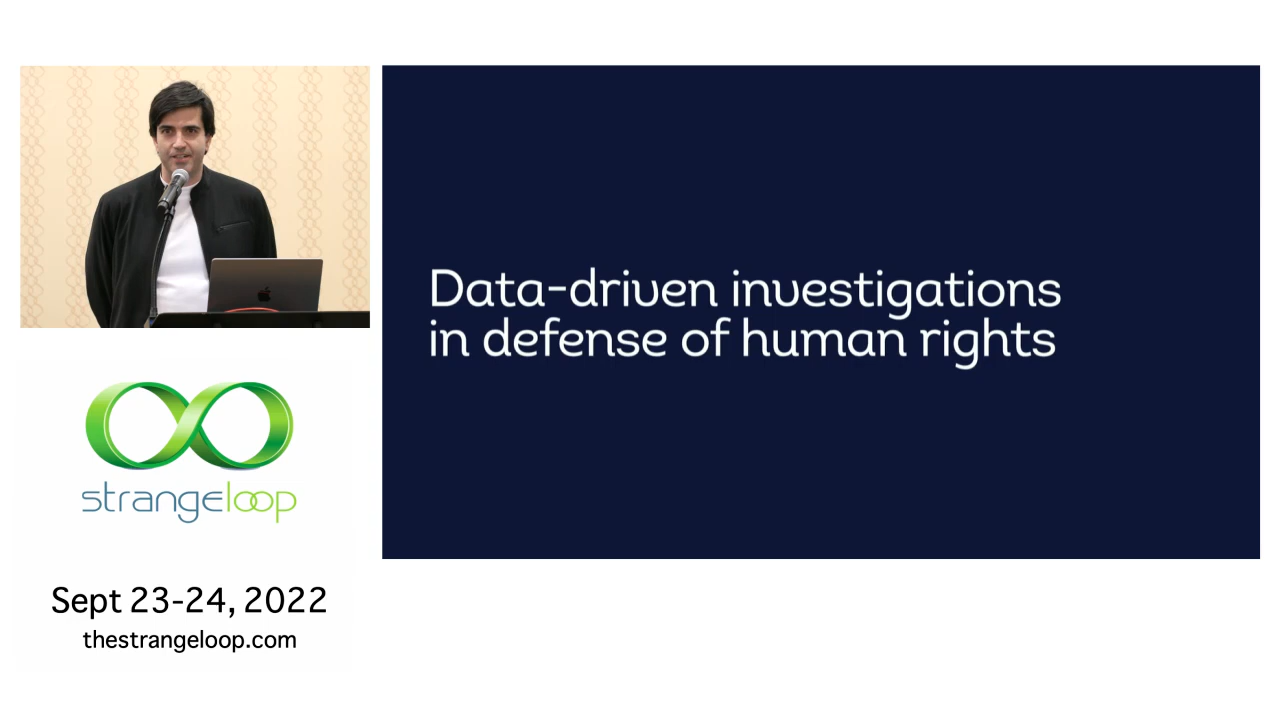 Data-driven investigations
in defense of human rights
strangeloop
Sept 23-24, 2022
thestrangeloop.com